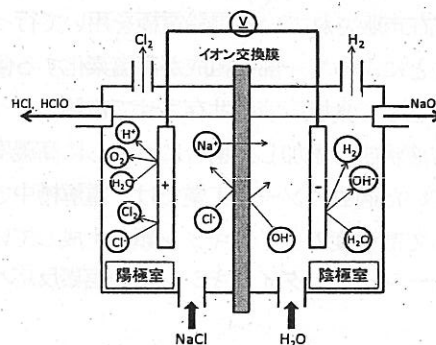 V
Cl₂
H₂
イオン交換膜
HCl, HClO
NaO
H⁺
O₂
H₂O
Cl₂
Cl⁻
+
Na⁺
Cl⁻
OH⁻
-
H₂
OH⁻
H₂O
陽極室
陰極室
NaCl
H₂O